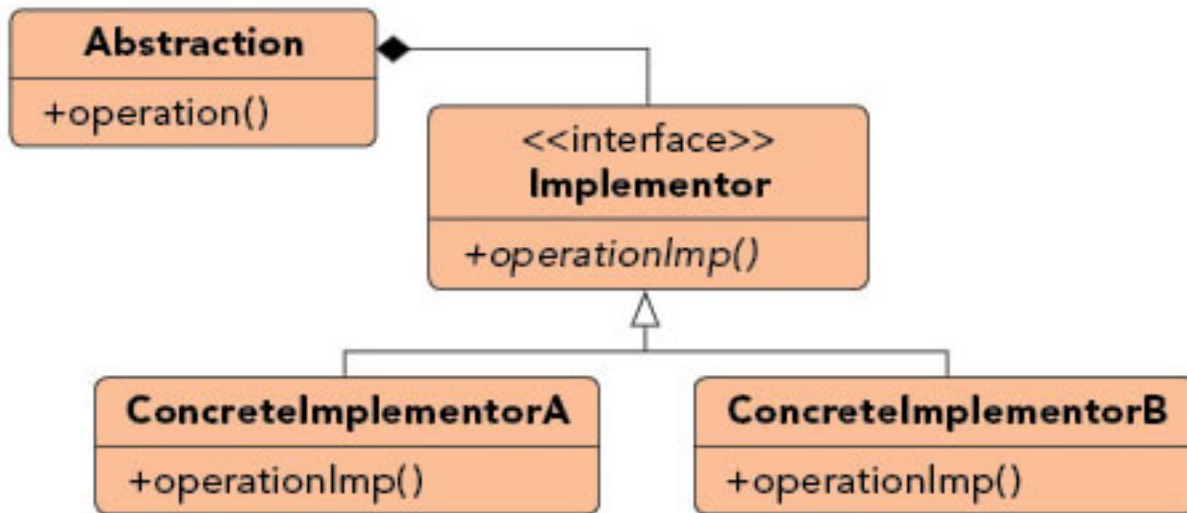 Abstraction
+operation()
<<interface>>
Implementor
+operationImp()
ConcreteImplementorA
+operationImp()
ConcreteImplementorB
+operationImp()